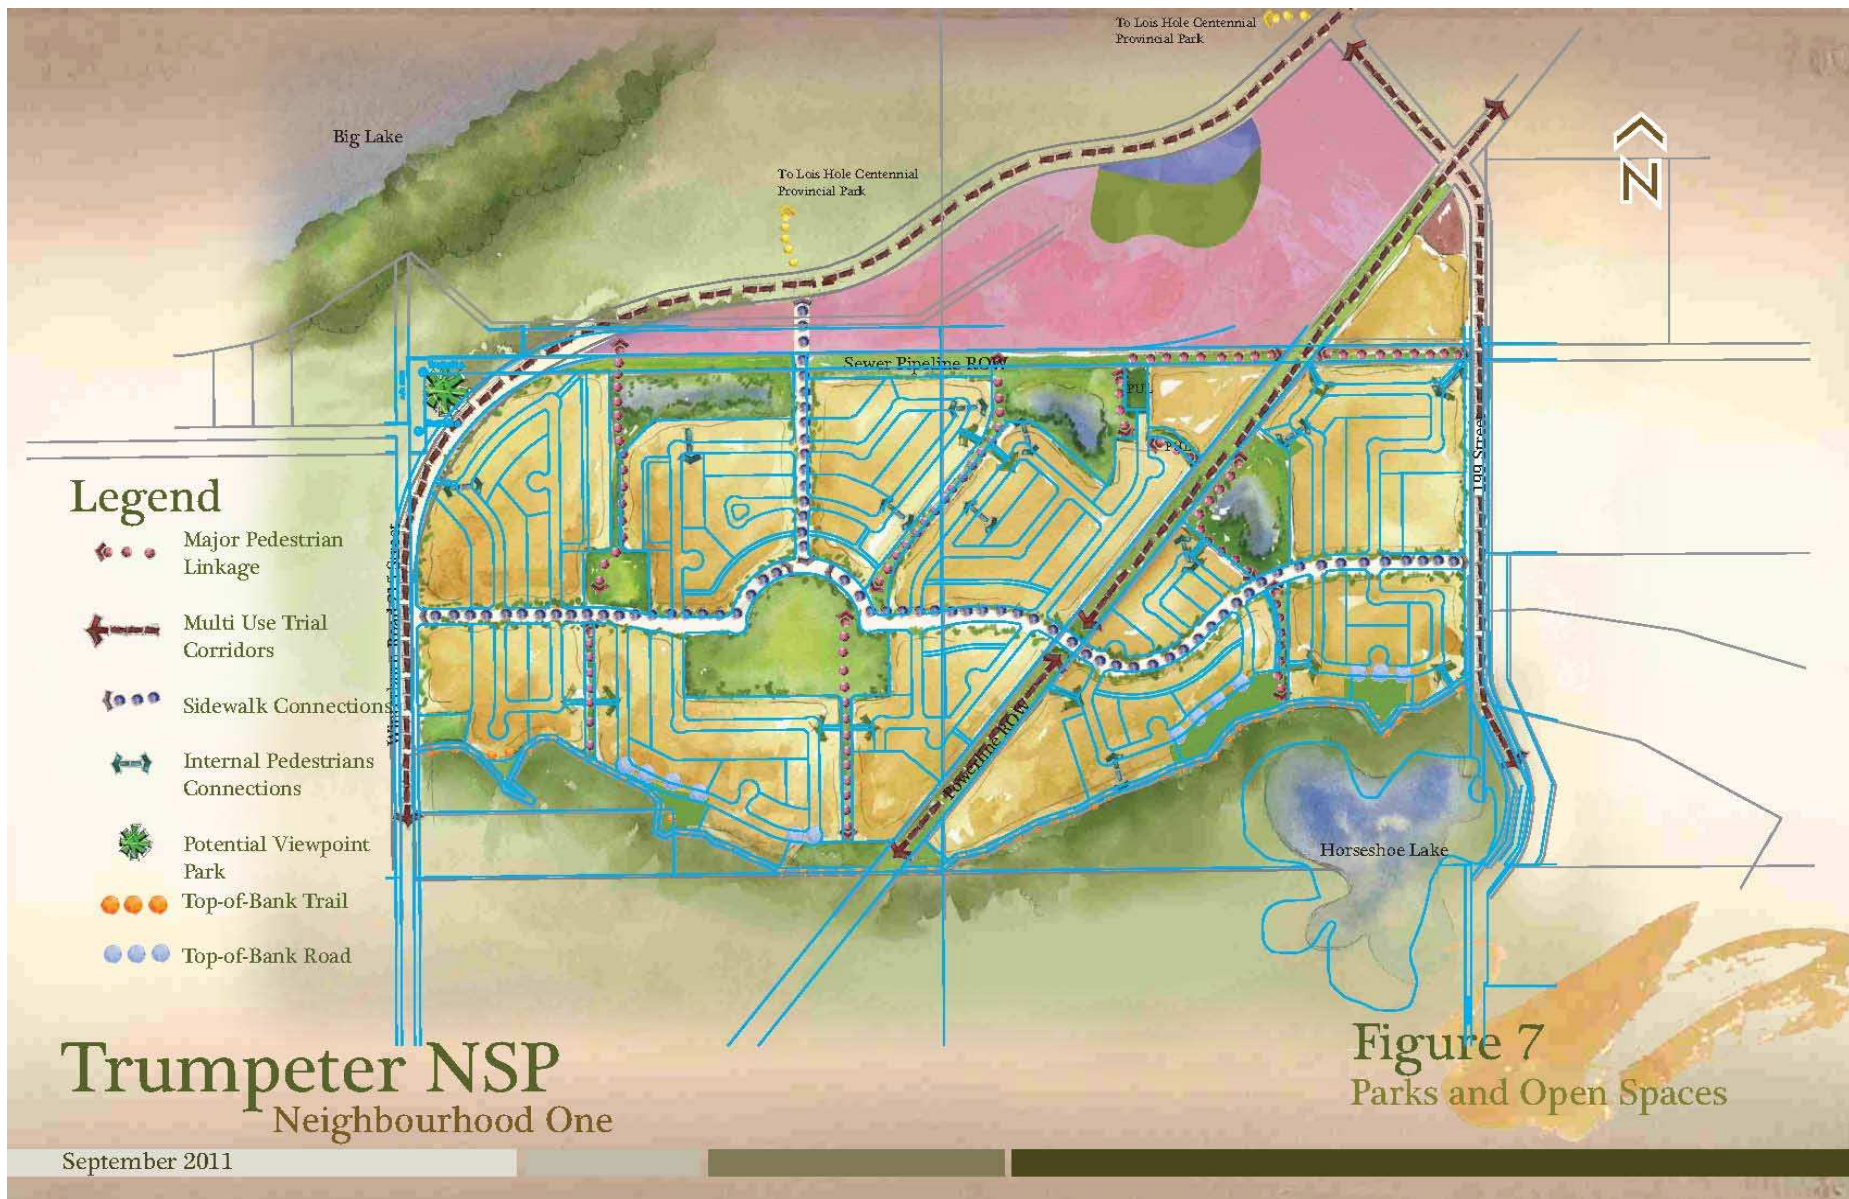 To Lois Hole Centennial
Provincial Park
Big Lake
To Lois Hole Centennial
Provincial Park
N
Sewer Pipeline ROW
PUL
PUL
199 Street
Legend
Major Pedestrian
Linkage
Multi Use Trial
Corridors
Sidewalk Connections
Internal Pedestrians
Connections
Potential Viewpoint
Park
Top-of-Bank Trail
Top-of-Bank Road
Powerline ROW
Horseshoe Lake
Trumpeter NSP
Neighbourhood One
Figure 7
Parks and Open Spaces
September 2011